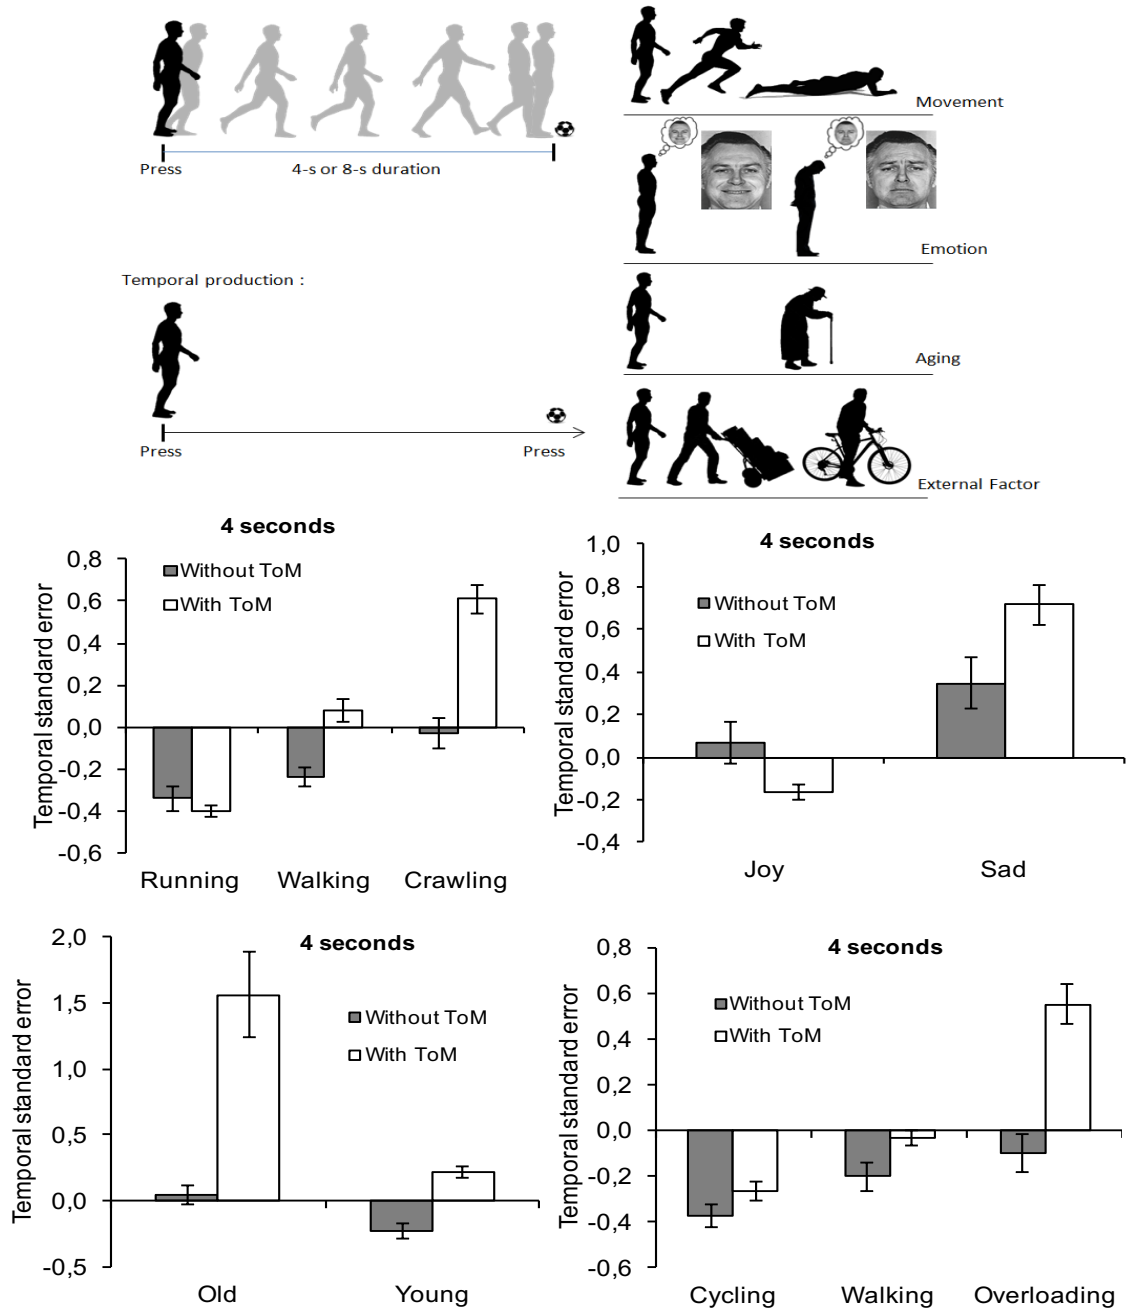 Press
4-s or 8-s duration
Temporal production :
Press
Press
Movement
Emotion
Aging
External Factor
4 seconds
Temporal standard error
0,8
0,6
0,4
0,2
0,0
-0,2
-0,4
-0,6
Without ToM
With ToM
Running Walking Crawling
4 seconds
Temporal standard error
1,0
0,8
0,6
0,4
0,2
0,0
-0,2
-0,4
Without ToM
With ToM
Joy Sad
4 seconds
Temporal standard error
2,0
1,5
1,0
0,5
0,0
-0,5
Without ToM
With ToM
Old Young
4 seconds
Temporal standard error
0,8
0,6
0,4
0,2
0,0
-0,2
-0,4
-0,6
Without ToM
With ToM
Cycling Walking Overloading